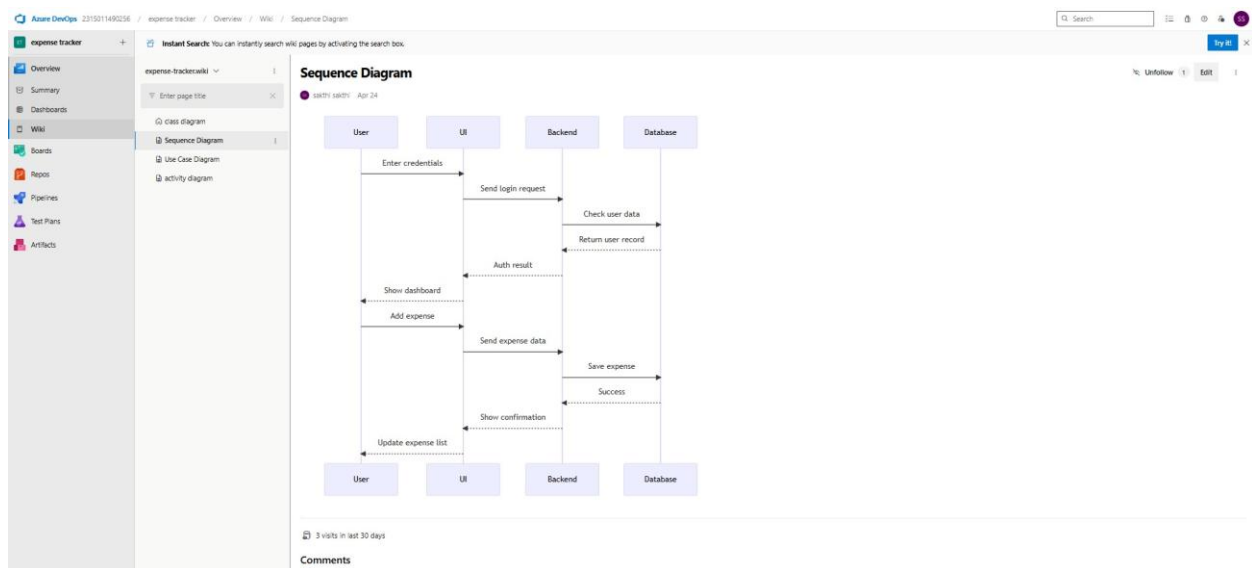 Azure DevOps 2315011490256 / expense tracker / Overview / Wiki / Sequence Diagram
Search
SS
expense tracker
Instant Search: You can instantly search wiki pages by activating the search box.
Try it!
Overview
Summary
Dashboards
Wiki
Boards
Repos
Pipelines
Test Plans
Artifacts
expense-tracker.wiki
Enter page title
class diagram
Sequence Diagram
Use Case Diagram
activity diagram
Sequence Diagram
Unfollow 1 Edit
sakthi sakthi Apr 24
User UI Backend Database
Enter credentials
Send login request
Check user data
Return user record
Auth result
Show dashboard
Add expense
Send expense data
Save expense
Success
Show confirmation
Update expense list
User UI Backend Database
3 visits in last 30 days
Comments